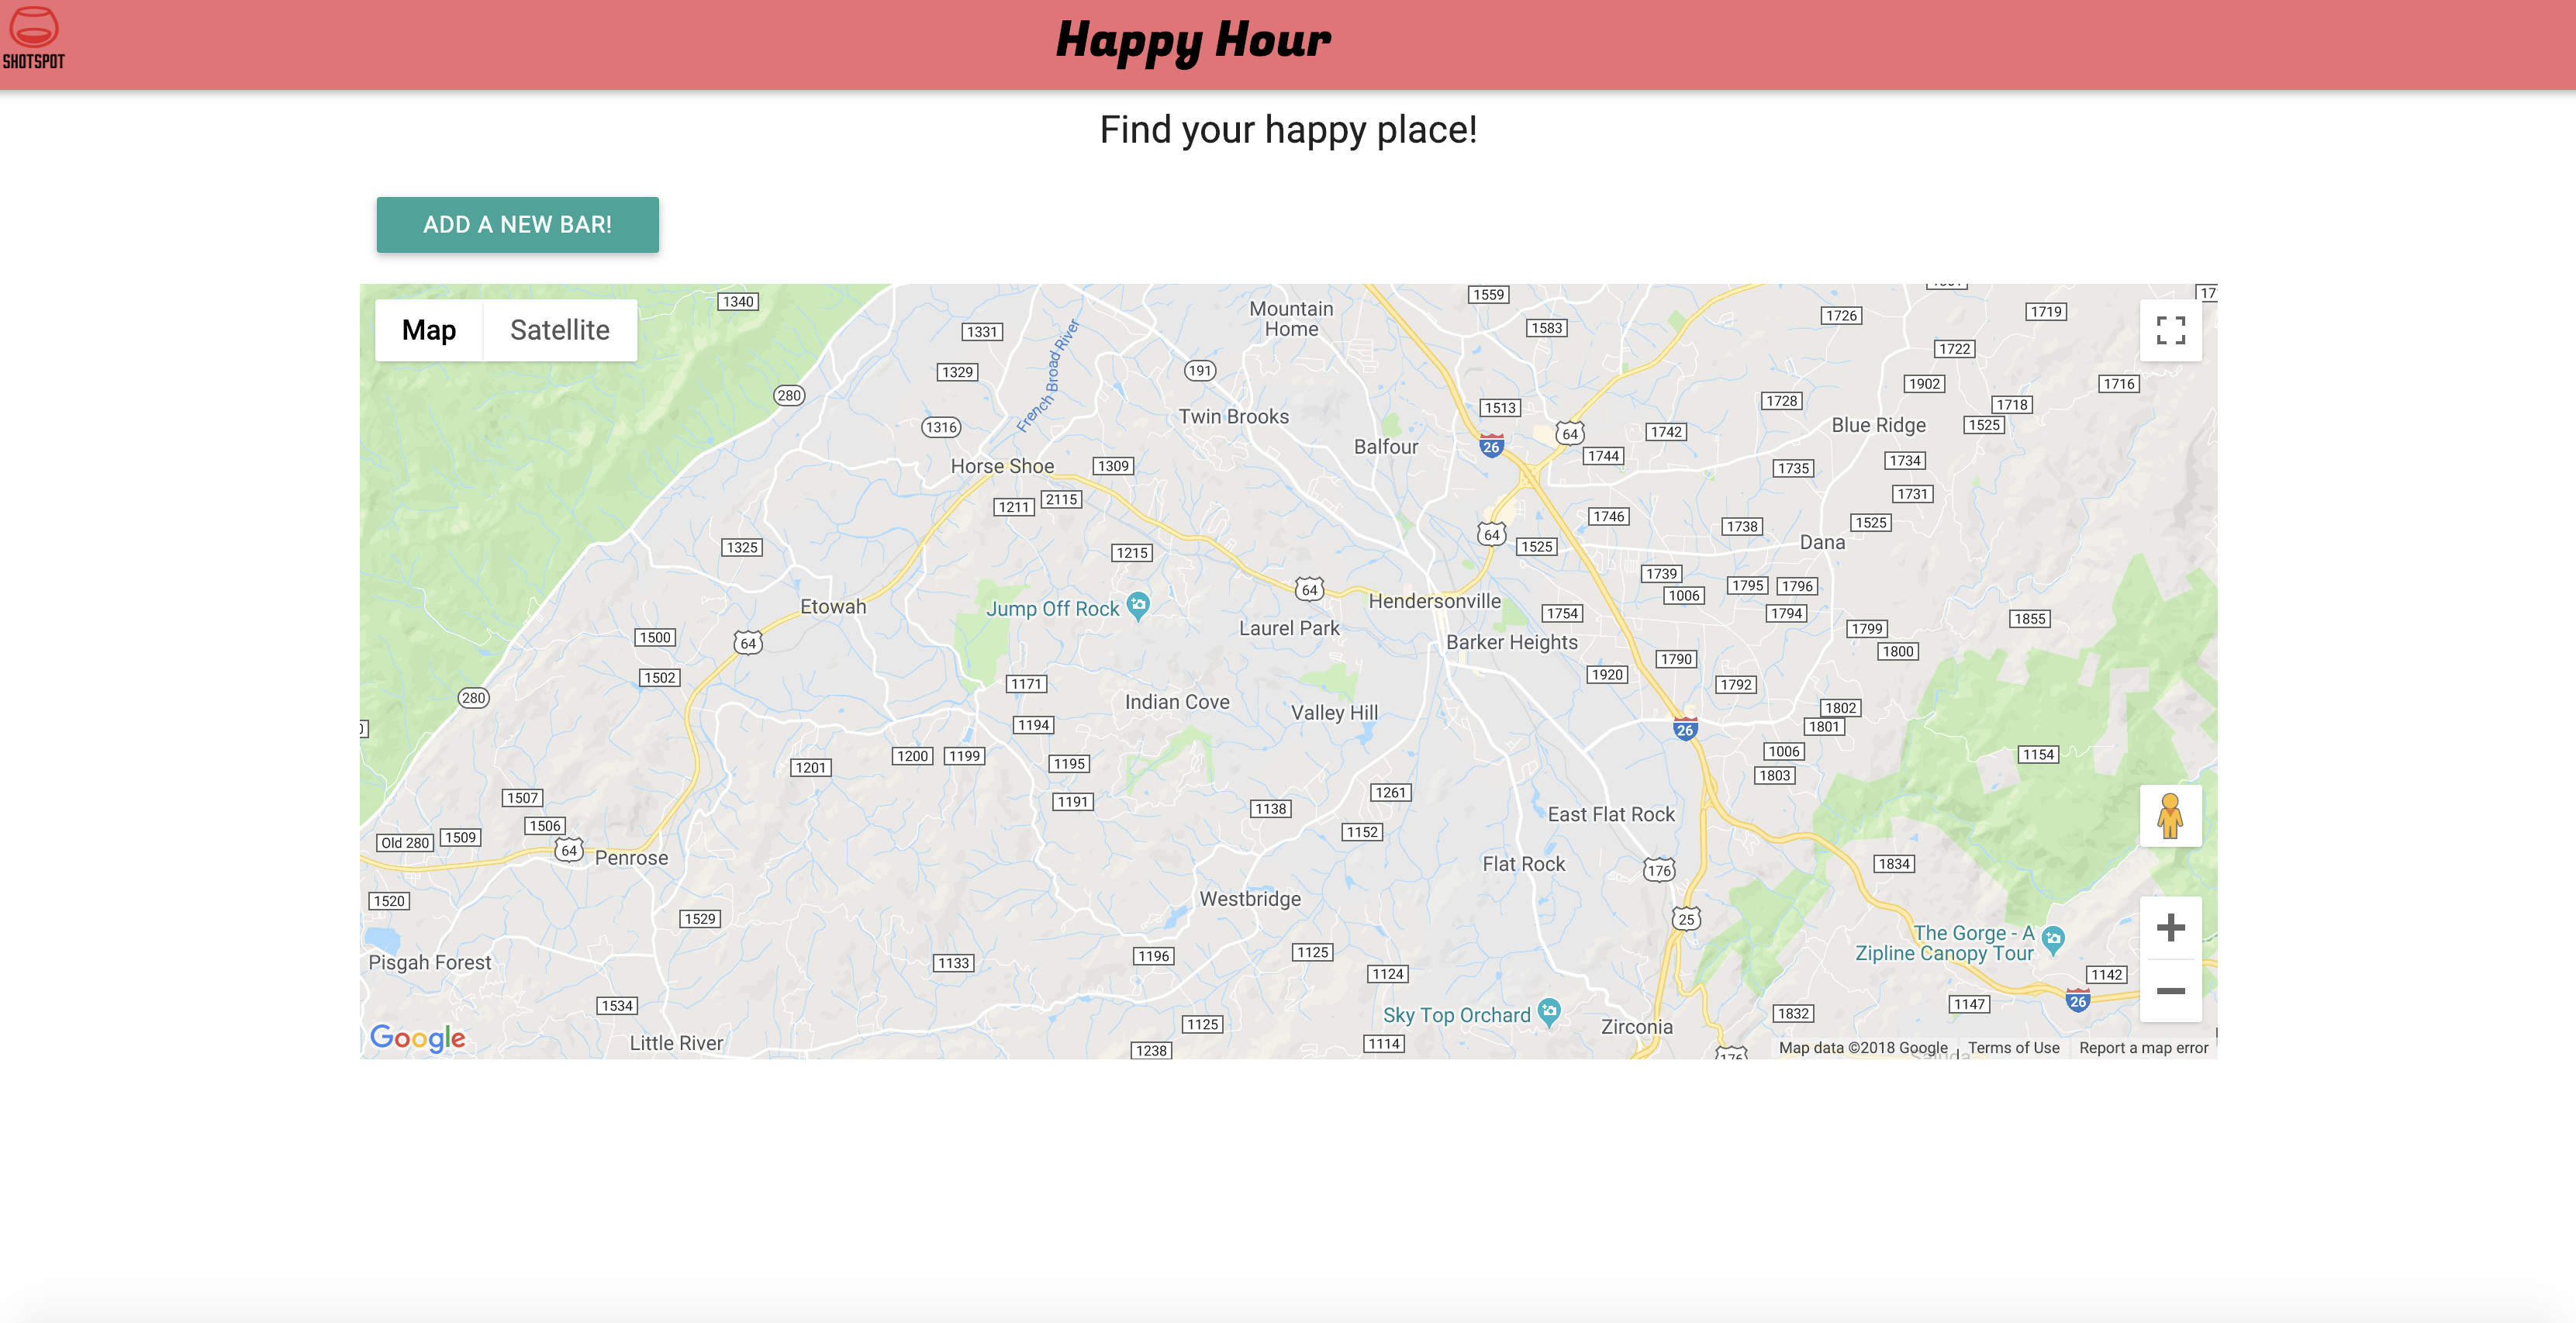 SHOTSPOT
Happy Hour
Find your happy place!
ADD A NEW BAR!
Map
Satellite
1340
1559
1719
1331
Mountain
Home
1583
1726
1329
French Broad River
191
1722
280
1902
1716
1316
Twin Brooks
1513
1728
1718
Blue Ridge
1525
64
1742
Balfour
26
1744
1734
Horse Shoe
1309
1735
1211
2115
1731
1746
1738
1525
64
1525
Dana
1325
1215
1739
1795
1796
1006
64
Etowah
Jump Off Rock
Hendersonville
1754
1794
1855
Laurel Park
1799
1500
64
Barker Heights
1800
1502
1790
1920
1171
1792
280
Indian Cove
Valley Hill
1802
1194
26
1801
1200
1199
1006
1154
1201
1195
1803
1507
1191
1138
1261
1506
East Flat Rock
1152
Old 280
1509
64
Penrose
Flat Rock
176
1834
1520
Westbridge
1529
25
The Gorge - A
Zipline Canopy Tour
Pisgah Forest
1133
1196
1125
1124
1142
1534
26
1147
Sky Top Orchard
1832
Zirconia
1125
Google
Little River
1238
1114
176
Map data ©2018 Google
Terms of Use
Report a map error